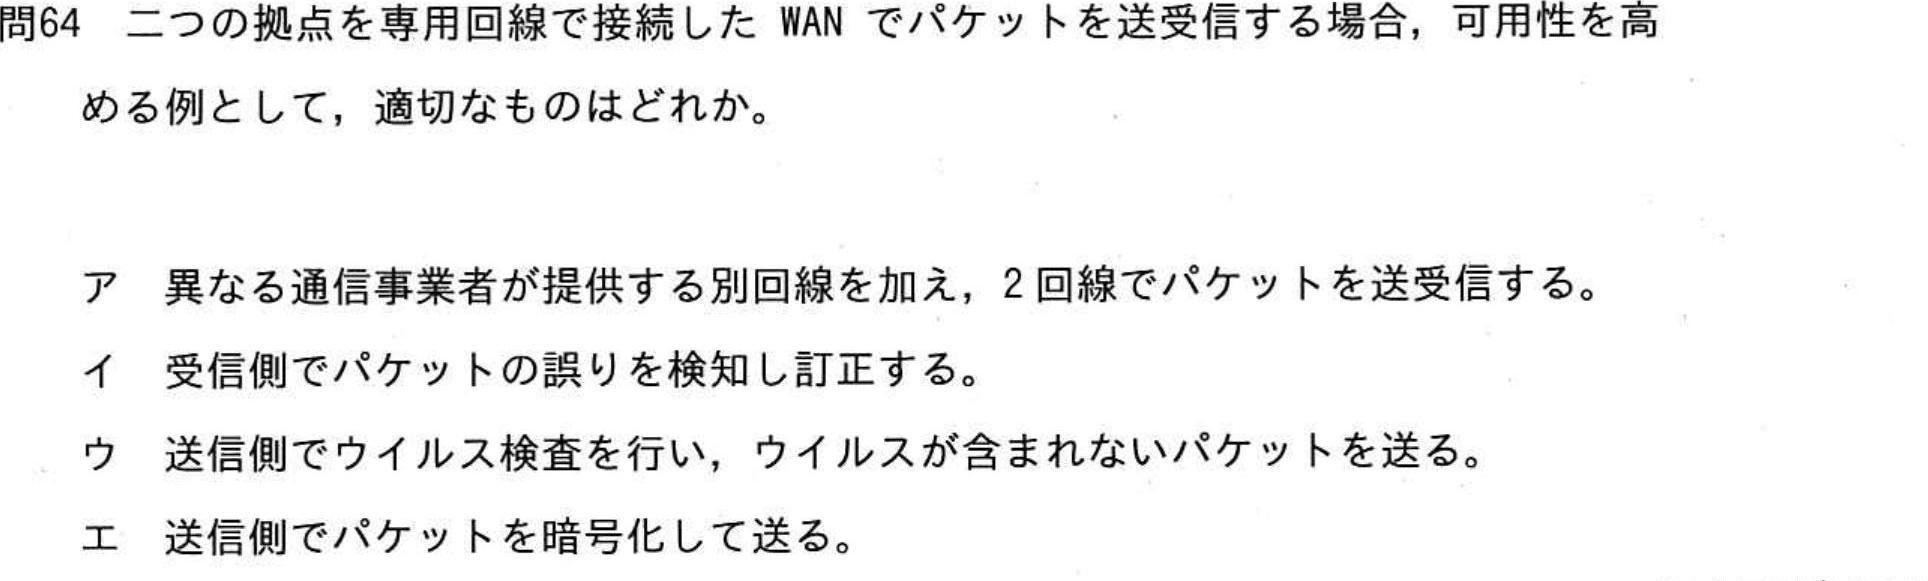 問64 二つの拠点を専用回線で接続した WAN でパケットを送受信する場合，可用性を高
める例として，適切なものはどれか。
ア 異なる通信事業者が提供する別回線を加え，2回線でパケットを送受信する。
イ 受信側でパケットの誤りを検知し訂正する。
ウ 送信側でウイルス検査を行い，ウイルスが含まれないパケットを送る。
エ 送信側でパケットを暗号化して送る。